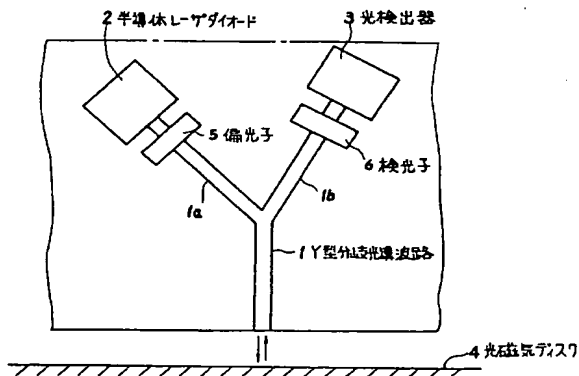 2 半導体レーザダイオード
3 光検出器
5 偏光子
6 検光子
1a
1b
1 Y型分岐光導波路
4 光磁気ディスク